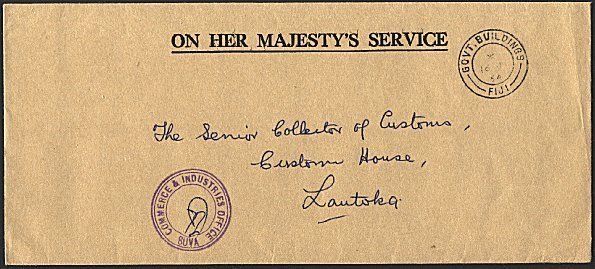 ON HER MAJESTY'S SERVICE
GOVT. BUILDINGS
FIJI
The Senior Collector of Customs,
Custom House,
Lautoka.
COMMERCE & INDUSTRIES OFFICE
SUVA